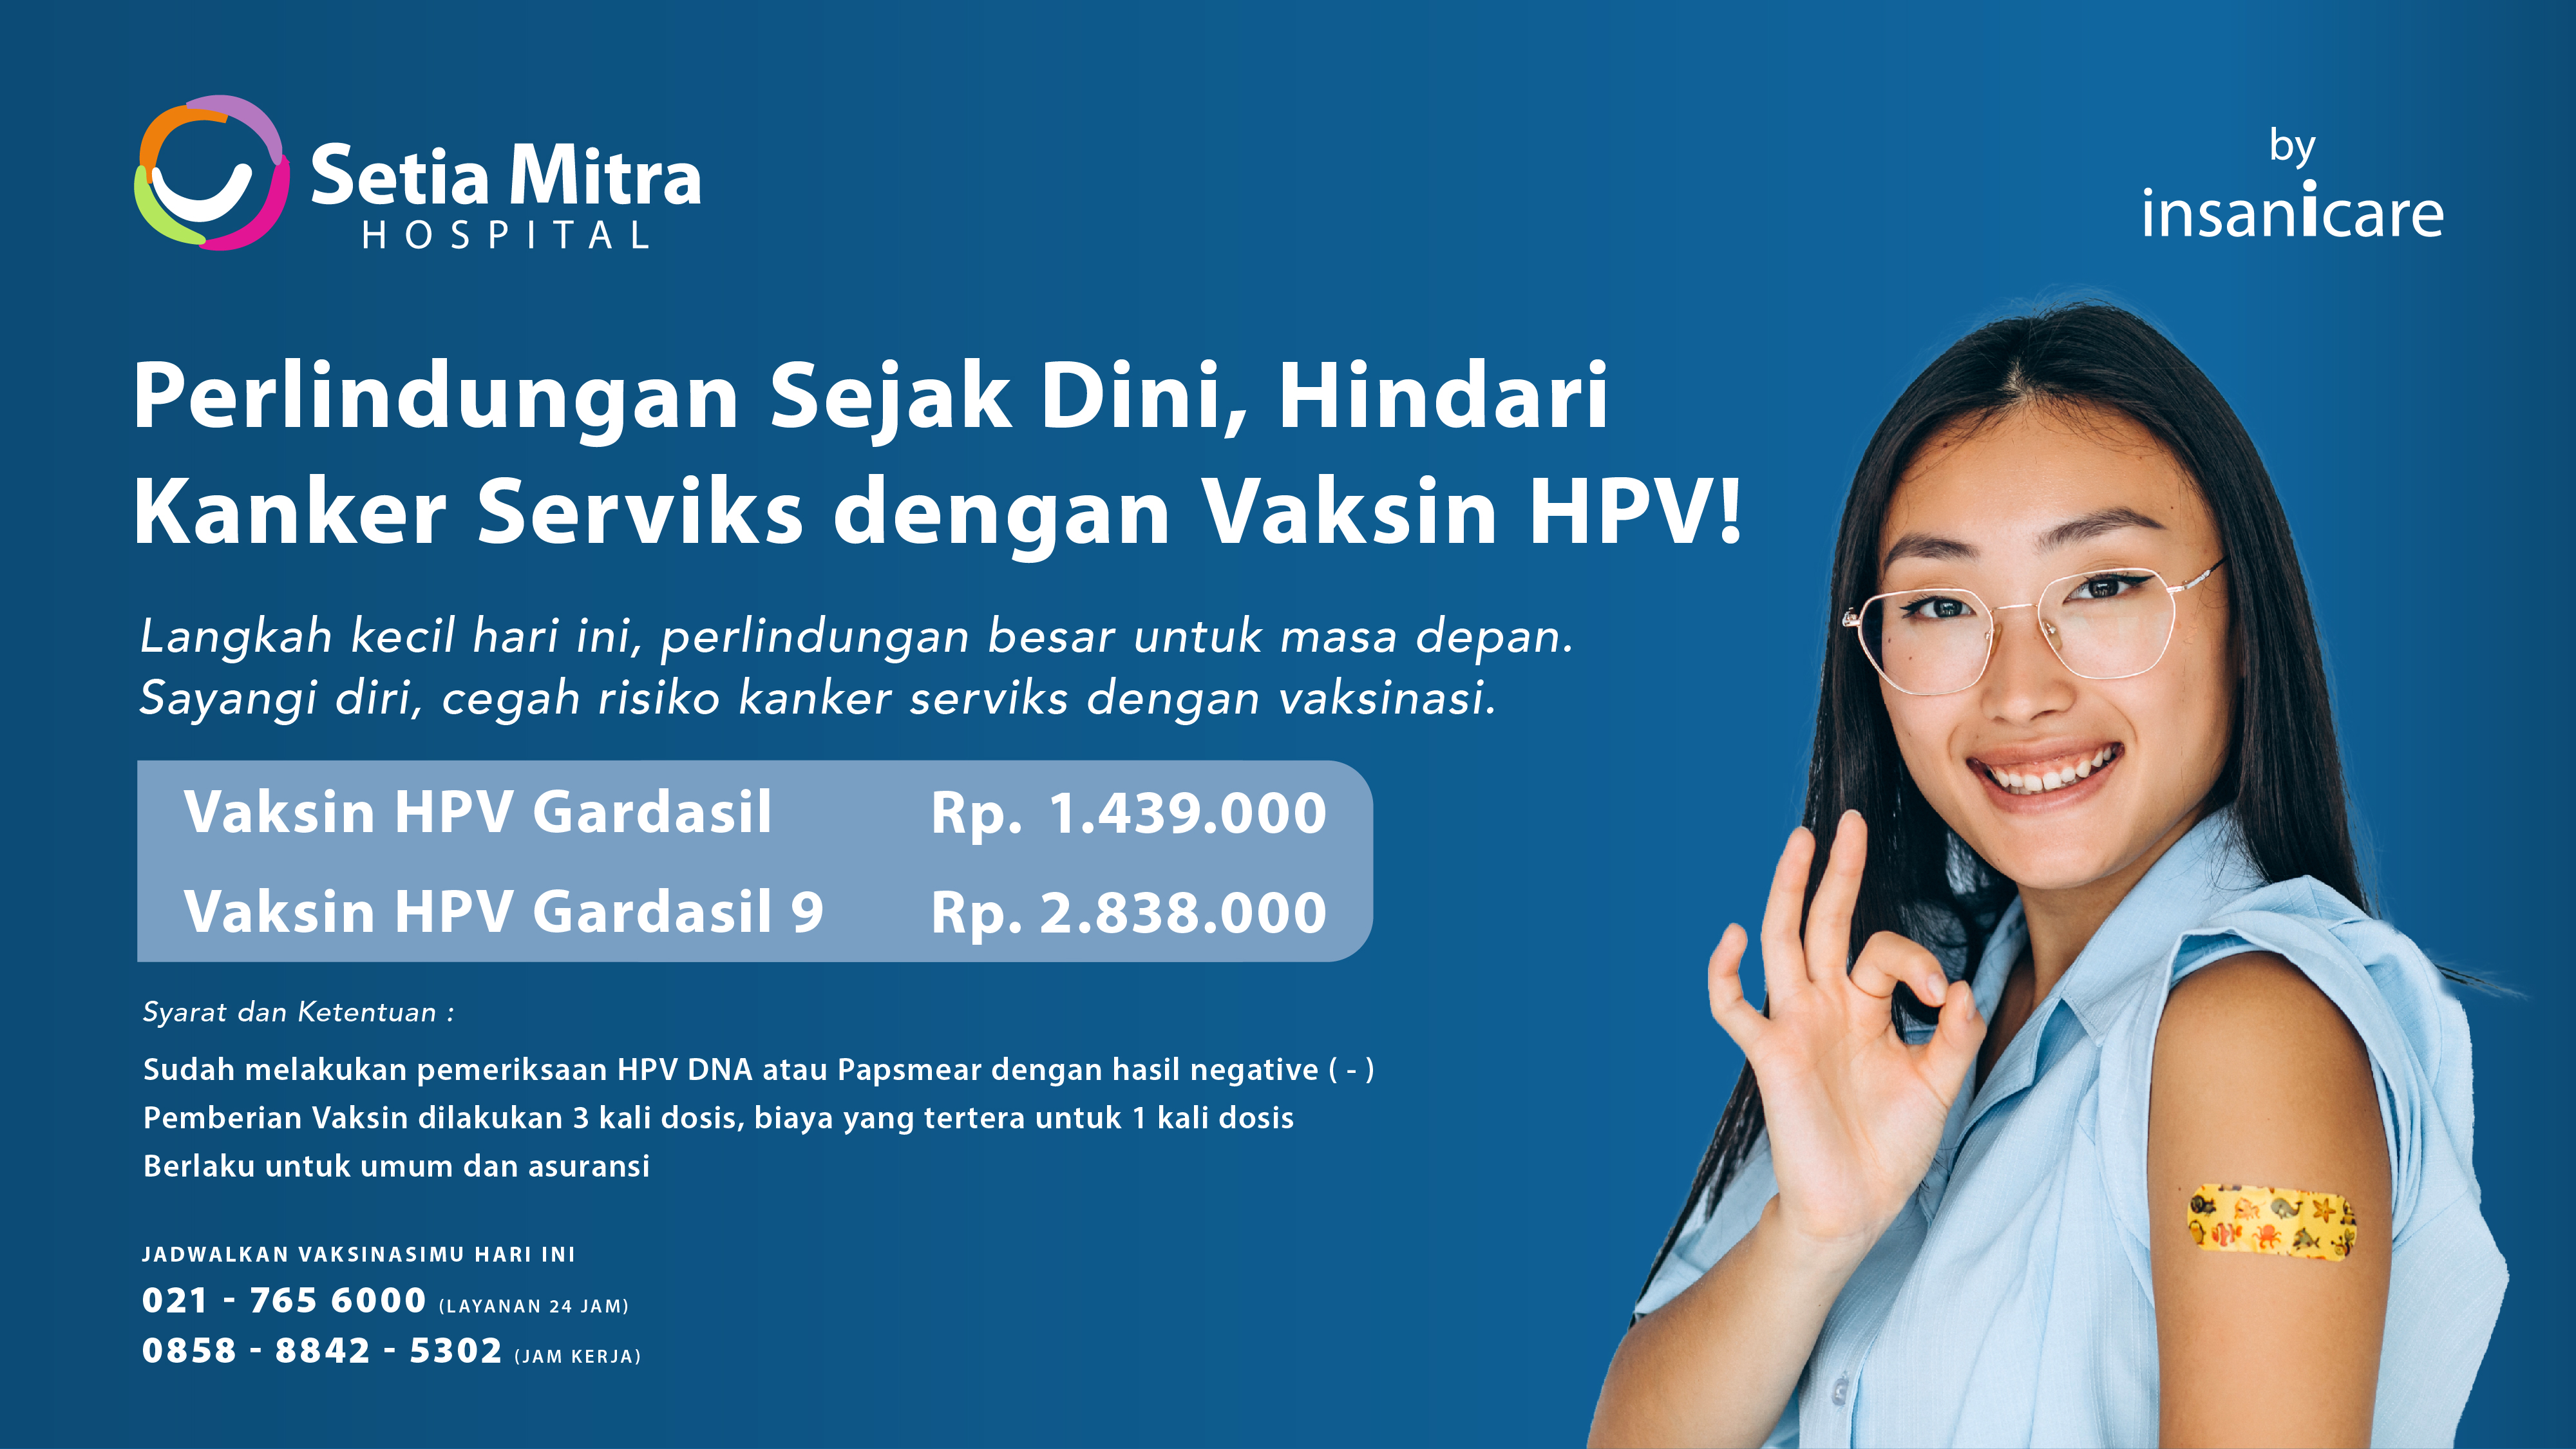 Setia Mitra
HOSPITAL
by
insanicare
Perlindungan Sejak Dini, Hindari
Kanker Serviks dengan Vaksin HPV!
Langkah kecil hari ini, perlindungan besar untuk masa depan.
Sayangi diri, cegah risiko kanker serviks dengan vaksinasi.
Vaksin HPV Gardasil Rp. 1.439.000
Vaksin HPV Gardasil 9 Rp. 2.838.000
Syarat dan Ketentuan :
Sudah melakukan pemeriksaan HPV DNA atau Papsmear dengan hasil negative ( - )
Pemberian Vaksin dilakukan 3 kali dosis, biaya yang tertera untuk 1 kali dosis
Berlaku untuk umum dan asuransi
JADWALKAN VAKSINASIMU HARI INI
021 - 765 6000 (LAYANAN 24 JAM)
0858 - 8842 - 5302 (JAM KERJA)